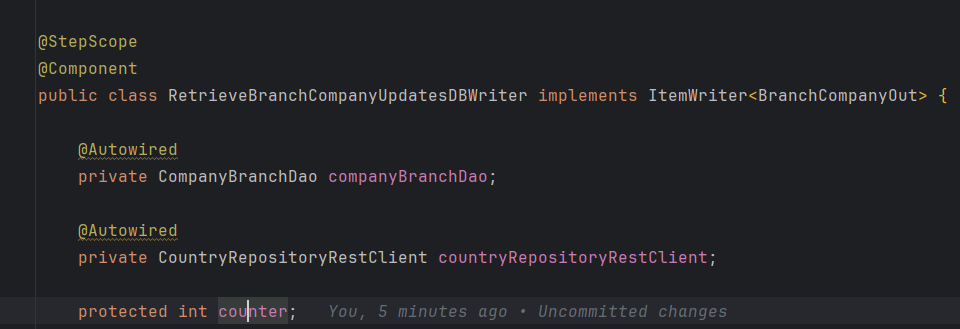 @StepScope
@Component
public class RetrieveBranchCompanyUpdatesDBWriter implements ItemWriter<BranchCompanyOut> {
@Autowired
private CompanyBranchDao companyBranchDao;
@Autowired
private CountryRepositoryRestClient countryRepositoryRestClient;
protected int counter; You, 5 minutes ago • Uncommitted changes